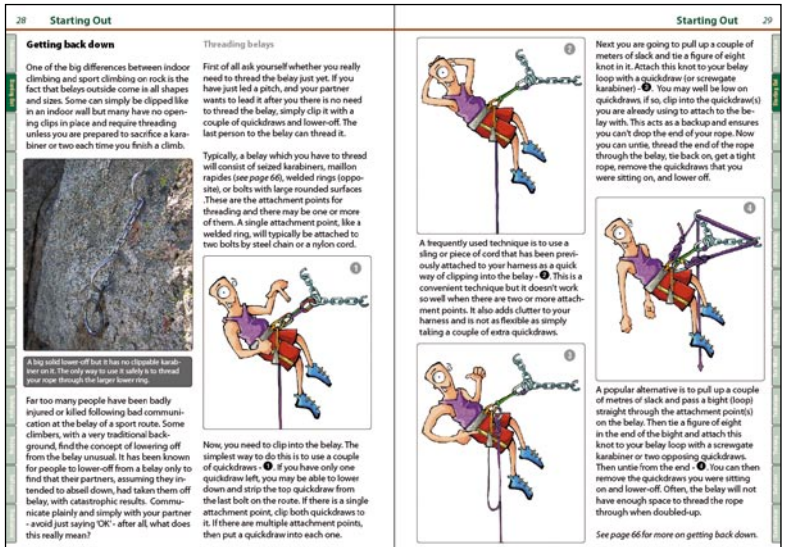 28 Starting Out
Getting back down
One of the big differences between indoor
climbing and sport climbing on rock is the
fact that belays outside come in all shapes
and sizes. Some can simply be clipped like
in an indoor wall but many have no open-
ing clips in place and require threading
unless you are prepared to sacrifice a kara-
biner or two each time you finish a climb.
A big solid lower-off but it has no clippable karab-
iner on it. The only way to use it safely is to thread
your rope through the larger lower ring.
Far too many people have been badly
injured or killed following bad communi-
cation at the belay of a sport route. Some
climbers, with a very traditional back-
ground, find the concept of lowering off
from the belay unusual. It has been known
for people to lower-off from a belay only to
find that their partners, assuming they in-
tended to abseil down, had taken them off
belay, with catastrophic results. Commu-
nicate plainly and simply with your partner
- avoid just saying 'OK' - after all, what does
this really mean?
Threading belays
First of all ask yourself whether you really
need to thread the belay just yet. If you
have just led a pitch, and your partner
wants to lead it after you there is no need
to thread the belay, simply clip it with a
couple of quickdraws and lower-off. The
last person to the belay can thread it.
Typically, a belay which you have to thread
will consist of seized karabiners, maillon
rapides (see page 66), welded rings (oppo-
site), or bolts with large rounded surfaces
.These are the attachment points for
threading and there may be one or more
of them. A single attachment point, like a
welded ring, will typically be attached to
two bolts by steel chain or a nylon cord.
1
Now, you need to clip into the belay. The
simplest way to do this is to use a couple
of quickdraws - 1. If you have only one
quickdraw left, you may be able to lower
down and strip the top quickdraw from
the last bolt on the route. If there is a single
attachment point, clip both quickdraws to
it. If there are multiple attachment points,
then put a quickdraw into each one.
Starting Out 29
2
A frequently used technique is to use a
sling or piece of cord that has been previ-
ously attached to your harness as a quick
way of clipping into the belay - 2. This is a
convenient technique but it doesn't work
so well when there are two or more attach-
ment points. It also adds clutter to your
harness and is not as flexible as simply
taking a couple of extra quickdraws.
3
Next you are going to pull up a couple of
meters of slack and tie a figure of eight
knot in it. Attach this knot to your belay
loop with a quickdraw (or screwgate
karabiner) - 3. You may well be low on
quickdraws, if so, clip into the quickdraw(s)
you are already using to attach to the be-
lay with. This acts as a backup and ensures
you can't drop the end of your rope. Now
you can untie, thread the end of the rope
through the belay, tie back on, get a tight
rope, remove the quickdraws that you
were sitting on, and lower off.
4
A popular alternative is to pull up a couple
of metres of slack and pass a bight (loop)
straight through the attachment point(s)
on the belay. Then tie a figure of eight
in the end of the bight and attach this
knot to your belay loop with a screwgate
karabiner or two opposing quickdraws.
Then untie from the end - 4. You can then
remove the quickdraws you were sitting
on and lower-off. Often, the belay will not
have enough space to thread the rope
through when doubled-up.
See page 66 for more on getting back down.